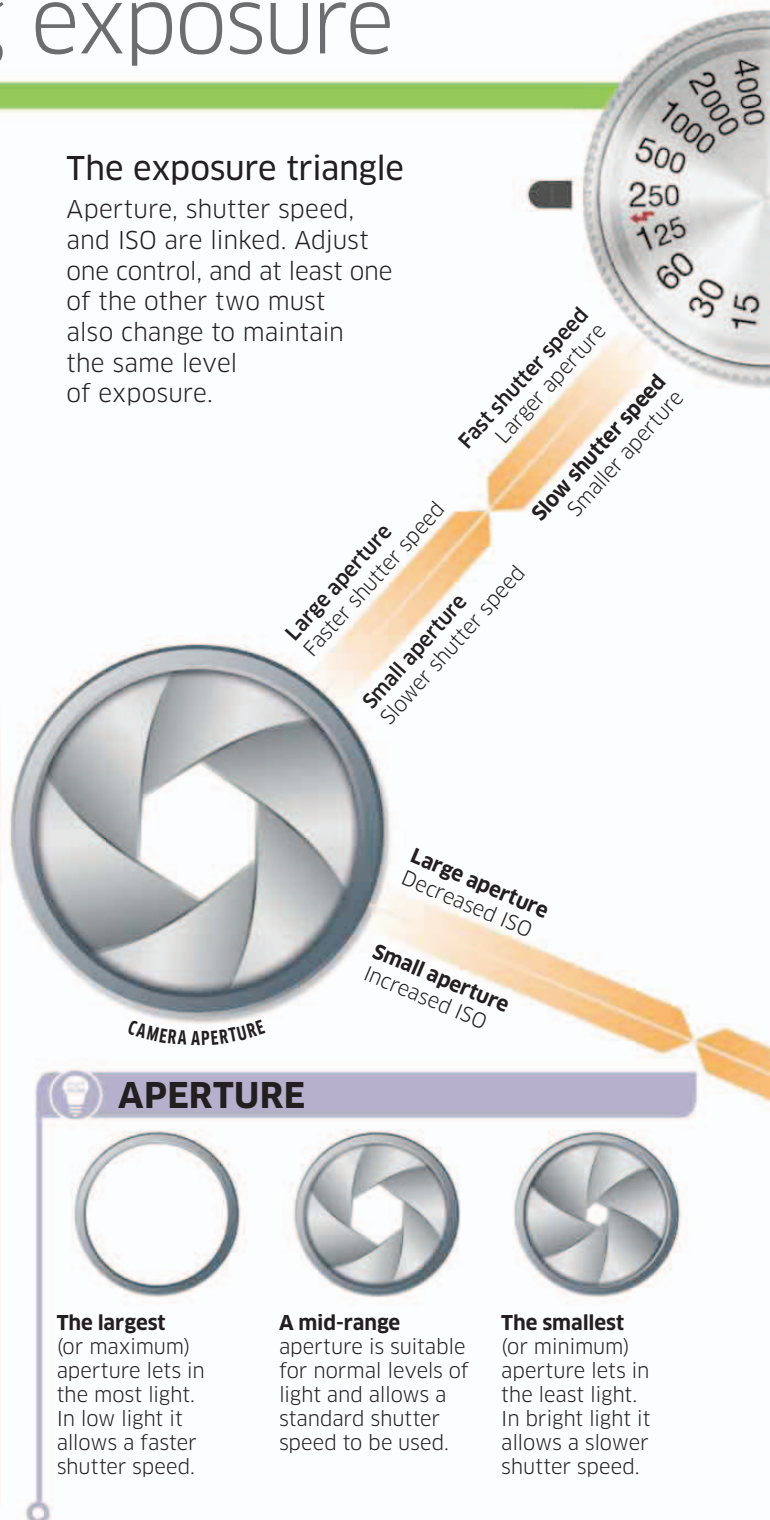 exposure
The exposure triangle
Aperture, shutter speed,
and ISO are linked. Adjust
one control, and at least one
of the other two must
also change to maintain
the same level
of exposure.
4000
2000
1000
500
250
125
60
30
15
Fast shutter speed
Larger aperture
Slow shutter speed
Smaller aperture
Large aperture
Faster shutter speed
Small aperture
Slower shutter speed
Large aperture
Decreased ISO
Small aperture
Increased ISO
CAMERA APERTURE
APERTURE
The largest
(or maximum)
aperture lets in
the most light.
In low light it
allows a faster
shutter speed.
A mid-range
aperture is suitable
for normal levels of
light and allows a
standard shutter
speed to be used.
The smallest
(or minimum)
aperture lets in
the least light.
In bright light it
allows a slower
shutter speed.